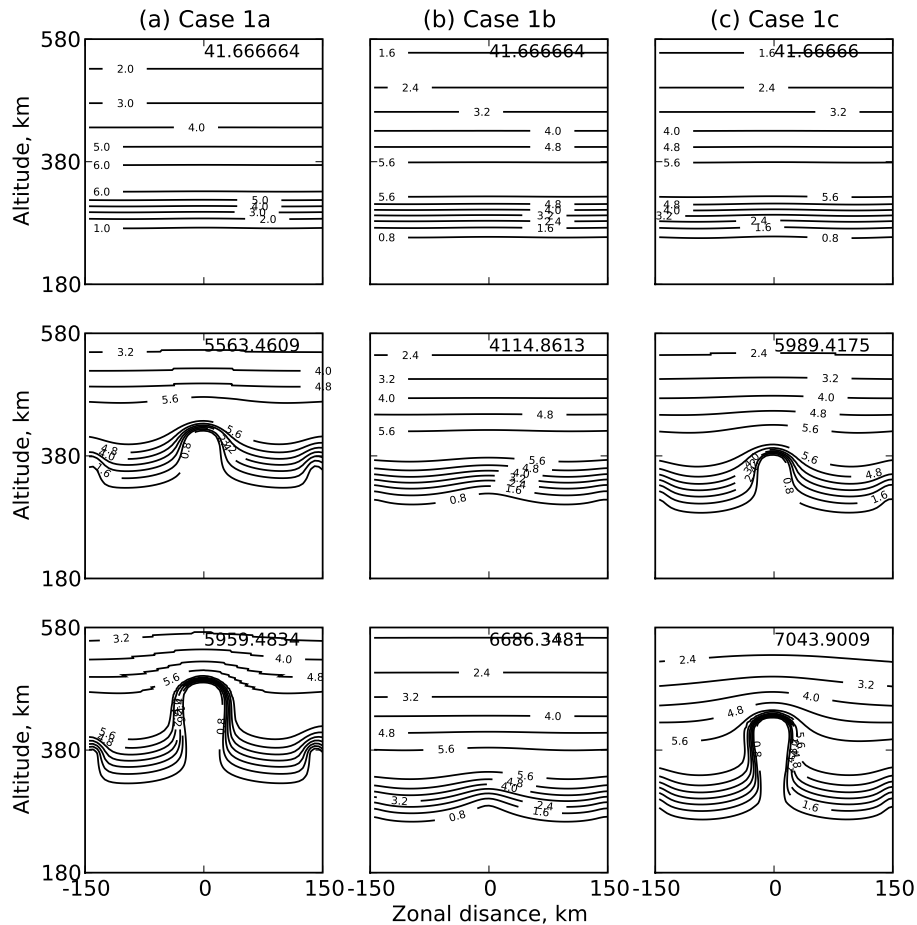 (a) Case 1a (b) Case 1b (c) Case 1c
580 41.666664 41.666664 41.66666
2.0 3.0 4.0 5.0 6.0 6.0 5.0 4.0 3.0 2.0 1.0
1.6 2.4 3.2 4.0 4.8 5.6 5.6 4.8 4.0 3.2 2.4 1.6 0.8
1.6 2.4 3.2 4.0 4.8 5.6 5.6 4.8 4.0 3.2 2.4 1.6 0.8
Altitude, km
380
180
580 5563.4609 4114.8613 5989.4175
3.2 4.0 4.8 5.6 5.6 4.8 4.0 1.6 0.8
2.4 3.2 4.0 4.8 5.6 5.6 4.8 4.0 3.2 2.4 1.6 0.8
2.4 3.2 4.0 4.8 5.6 5.6 4.8 1.6 0.8
Altitude, km
380
180
580 5959.4834 6686.3481 7043.9009
3.2 4.0 4.8 5.6 5.6 4.8 0.8
2.4 3.2 4.0 4.8 5.6 5.6 4.8 4.0 3.2 2.4 1.6 0.8
2.4 3.2 4.0 4.8 5.6 5.6 4.8 0.8 1.6
Altitude, km
380
180
-150 0 150 -150 0 150 -150 0 150
Zonal disance, km